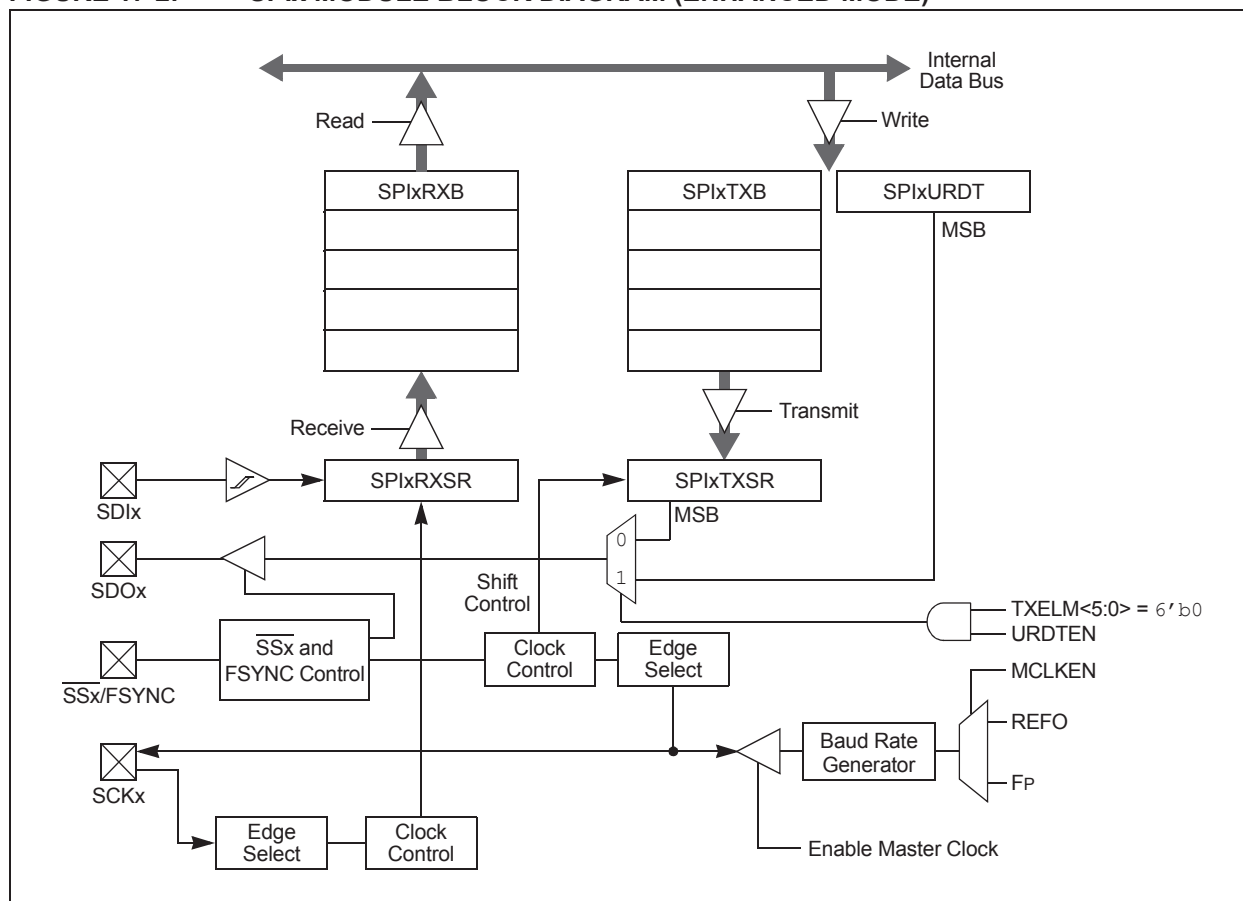 Internal
Data Bus
Read
Write
SPIxRXB
SPIxTXB
SPIxURDT
MSB
Receive
Transmit
SPIxRXSR
SPIxTXSR
SDIx
MSB
0
1
SDOx
Shift
Control
TXELM<5:0> = 6'b0
URDTEN
SSx and
FSYNC Control
Clock
Control
Edge
Select
SSx/FSYNC
MCLKEN
REFO
Baud Rate
Generator
FP
SCKx
Edge
Select
Clock
Control
Enable Master Clock